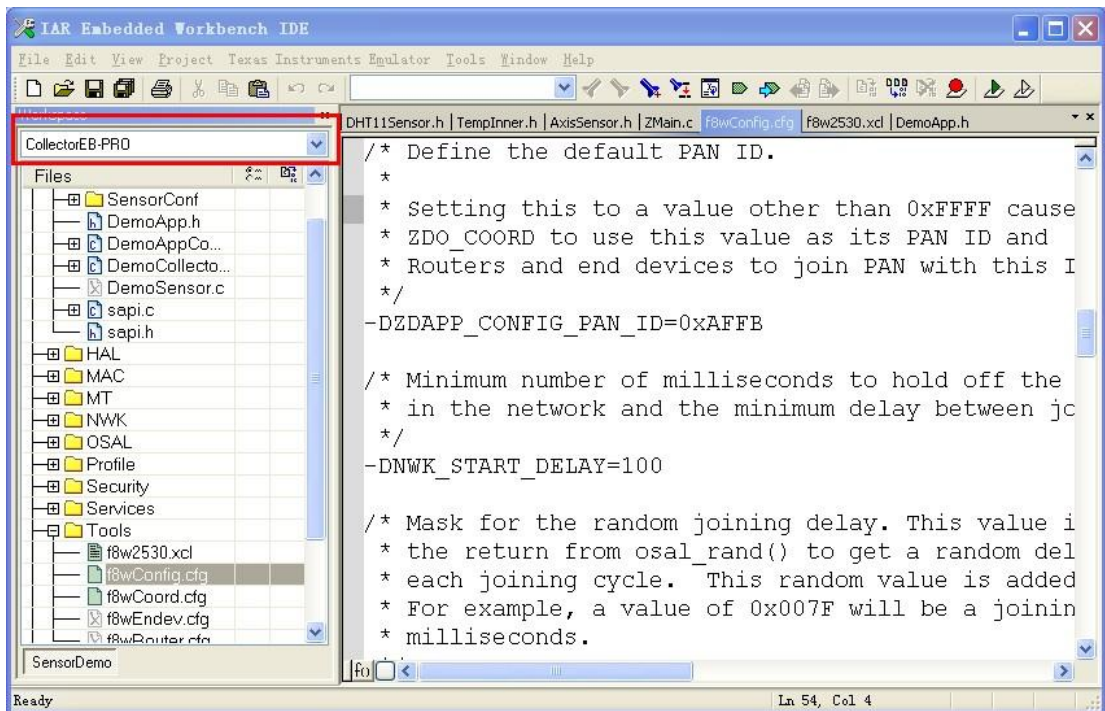 IAR Embedded Workbench IDE
File Edit View Project Texas Instruments Emulator Tools Window Help
Workspace
CollectorEB-PRO
Files
SensorConf
DemoApp.h
DemoAppCo...
DemoCollecto...
DemoSensor.c
sapi.c
sapi.h
HAL
MAC
MT
NWK
OSAL
Profile
Security
Services
Tools
f8w2530.xcl
f8wConfig.cfg
f8wCoord.cfg
f8wEndev.cfg
f8wRouter.cfg
SensorDemo
DHT11Sensor.h | TempInner.h | AxisSensor.h | ZMain.c f8wConfig.cfg f8w2530.xcl | DemoApp.h
/* Define the default PAN ID.
*
* Setting this to a value other than 0xFFFF cause
* ZDO_COORD to use this value as its PAN ID and
* Routers and end devices to join PAN with this I
*/
-DZDAPP_CONFIG_PAN_ID=0xAFFB
/* Minimum number of milliseconds to hold off the
* in the network and the minimum delay between jo
*/
-DNWK_START_DELAY=100
/* Mask for the random joining delay. This value i
* the return from osal_rand() to get a random del
* each joining cycle.  This random value is added
* For example, a value of 0x007F will be a joinin
* milliseconds.
fo
Ready
Ln 54, Col 4